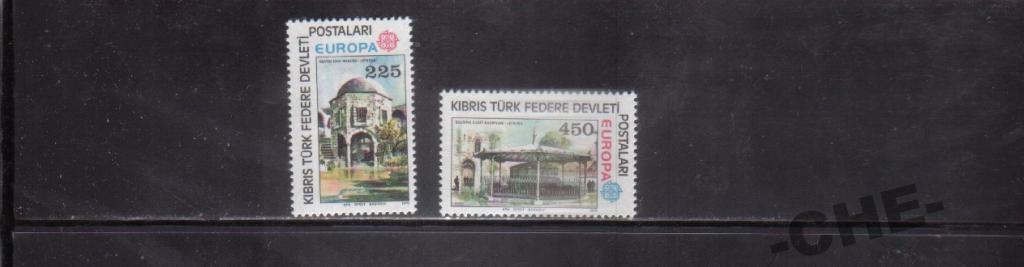 KIBRIS TÜRK FEDERE DEVLETİ
POSTALARI
EUROPA
225
KIBRIS TÜRK FEDERE DEVLETİ
POSTALARI
EUROPA
450
-CHE-